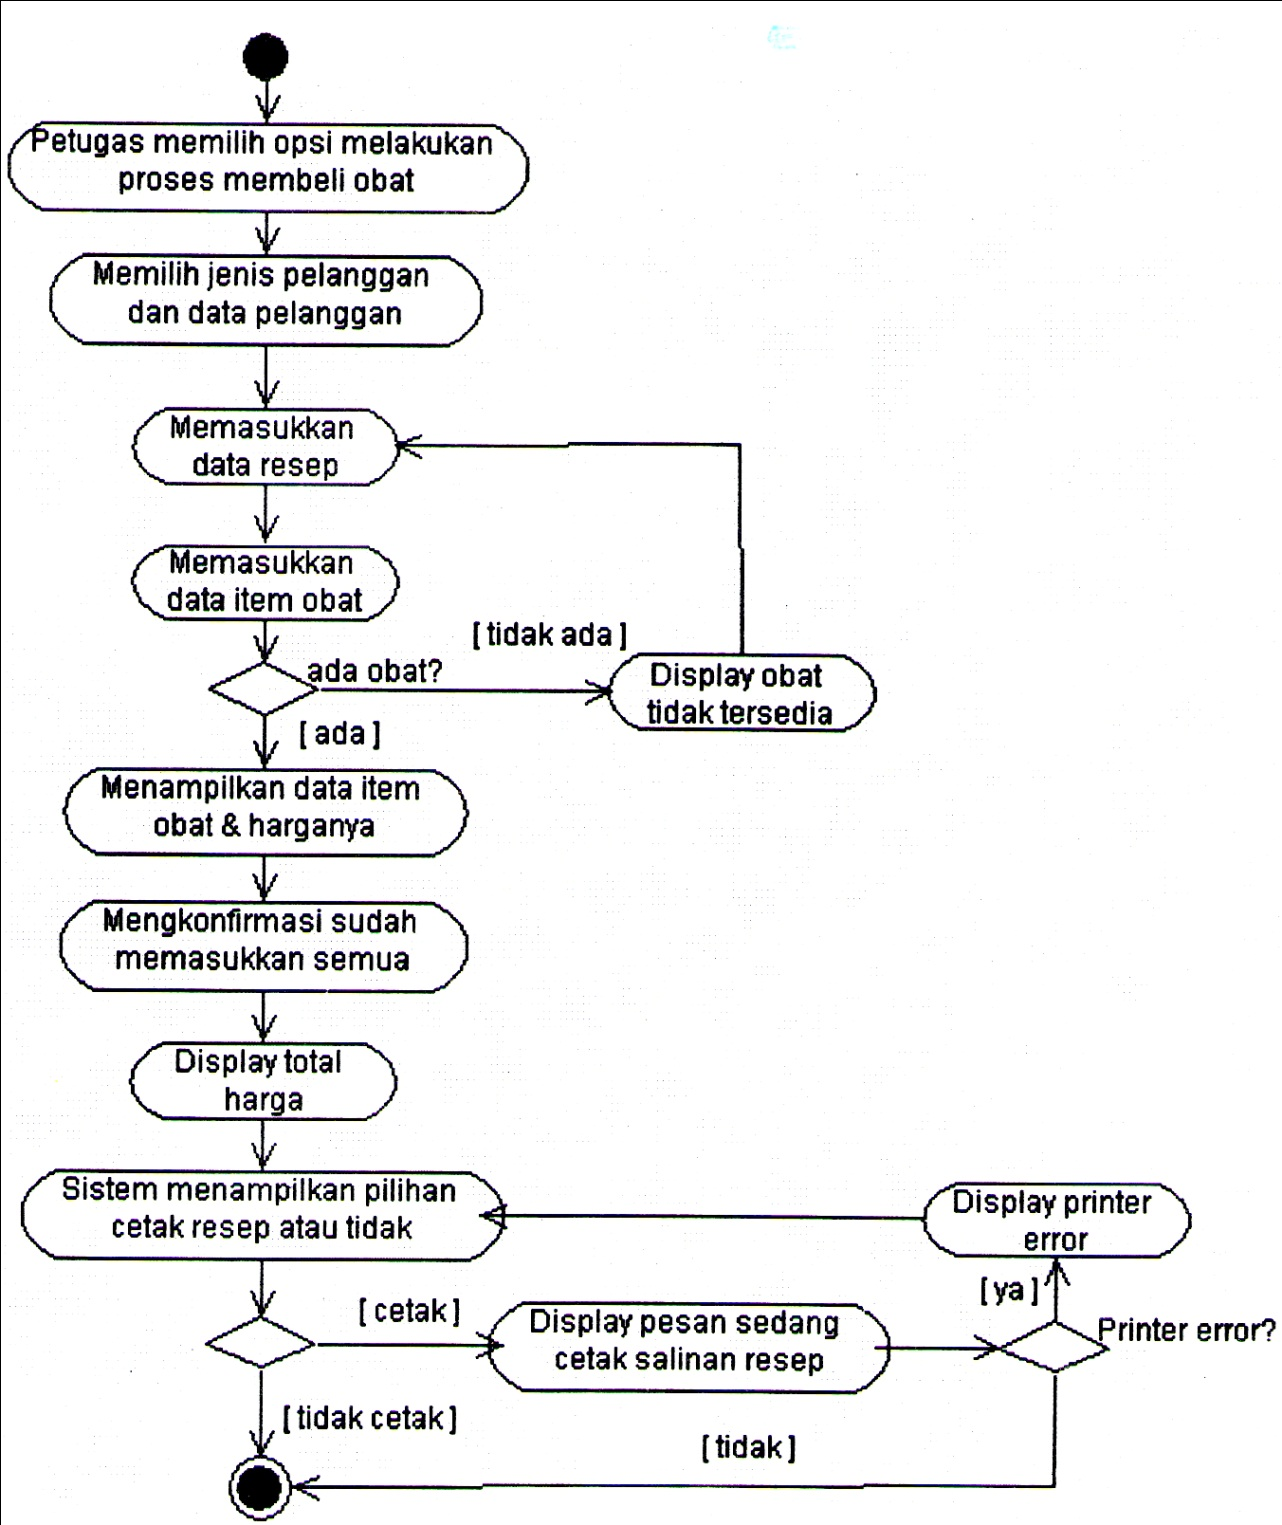 Petugas memilih opsi melakukan
proses membeli obat
Memilih jenis pelanggan
dan data pelanggan
Memasukkan
data resep
Memasukkan
data item obat
[ tidak ada ]
ada obat?
Display obat
tidak tersedia
[ ada ]
Menampilkan data item
obat & harganya
Mengkonfirmasi sudah
memasukkan semua
Display total
harga
Sistem menampilkan pilihan
cetak resep atau tidak
Display printer
error
[ ya ]
[ cetak ]
Display pesan sedang
cetak salinan resep
Printer error?
[ tidak cetak ]
[ tidak ]